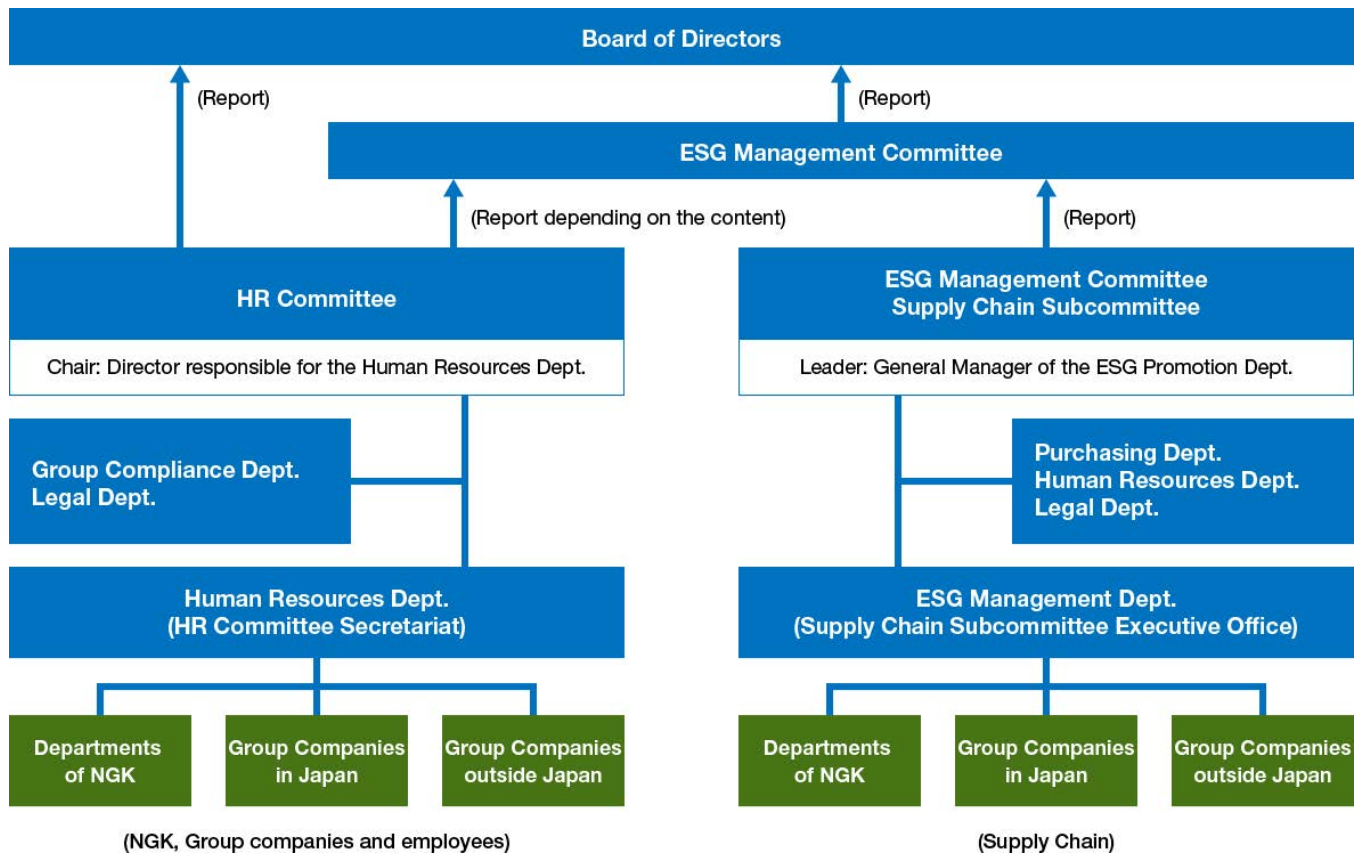 Board of Directors
(Report)
(Report)
ESG Management Committee
(Report depending on the content)
(Report)
HR Committee
Chair: Director responsible for the Human Resources Dept.
ESG Management Committee
Supply Chain Subcommittee
Leader: General Manager of the ESG Promotion Dept.
Group Compliance Dept.
Legal Dept.
Purchasing Dept.
Human Resources Dept.
Legal Dept.
Human Resources Dept.
(HR Committee Secretariat)
ESG Management Dept.
(Supply Chain Subcommittee Executive Office)
Departments
of NGK
Group Companies
in Japan
Group Companies
outside Japan
Departments
of NGK
Group Companies
in Japan
Group Companies
outside Japan
(NGK, Group companies and employees)
(Supply Chain)